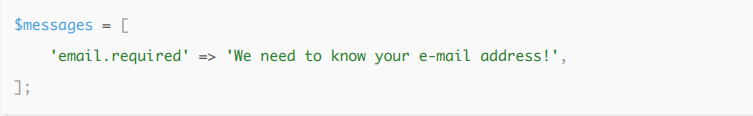 $messages = [
    'email.required' => 'We need to know your e-mail address!',
];